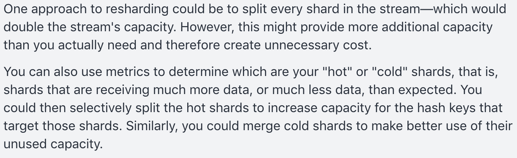 One approach to resharding could be to split every shard in the stream—which would
double the stream's capacity. However, this might provide more additional capacity
than you actually need and therefore create unnecessary cost.
You can also use metrics to determine which are your "hot" or "cold" shards, that is,
shards that are receiving much more data, or much less data, than expected. You
could then selectively split the hot shards to increase capacity for the hash keys that
target those shards. Similarly, you could merge cold shards to make better use of their
unused capacity.